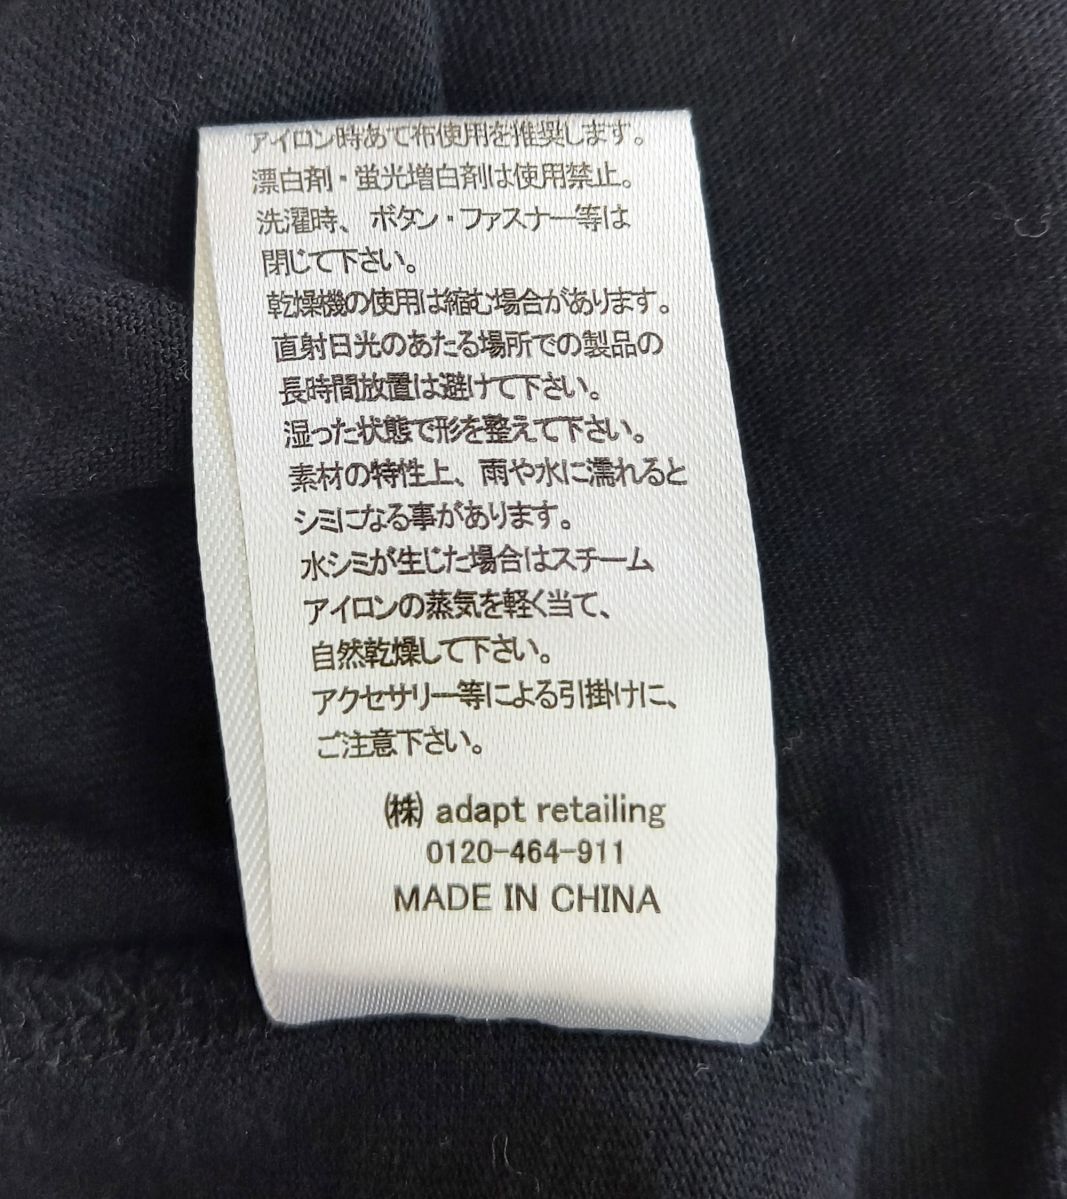 アイロン時あて布使用を推奨します。
漂白剤・蛍光増白剤は使用禁止。
洗濯時、ボタン・ファスナー等は
閉じて下さい。
乾燥機の使用は縮む場合があります。
直射日光のあたる場所での製品の
長時間放置は避けて下さい。
湿った状態で形を整えて下さい。
素材の特性上、雨や水に濡れると
シミになる事があります。
水シミが生じた場合はスチーム
アイロンの蒸気を軽く当て、
自然乾燥して下さい。
アクセサリー等による引掛けに、
ご注意下さい。
㈱ adapt retailing
0120-464-911
MADE IN CHINA